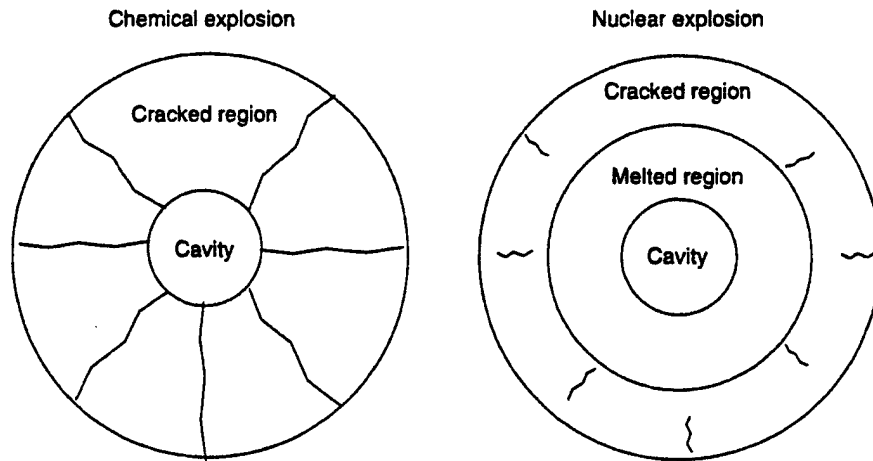 Chemical explosion
Cracked region
Cavity
Nuclear explosion
Cracked region
Melted region
Cavity